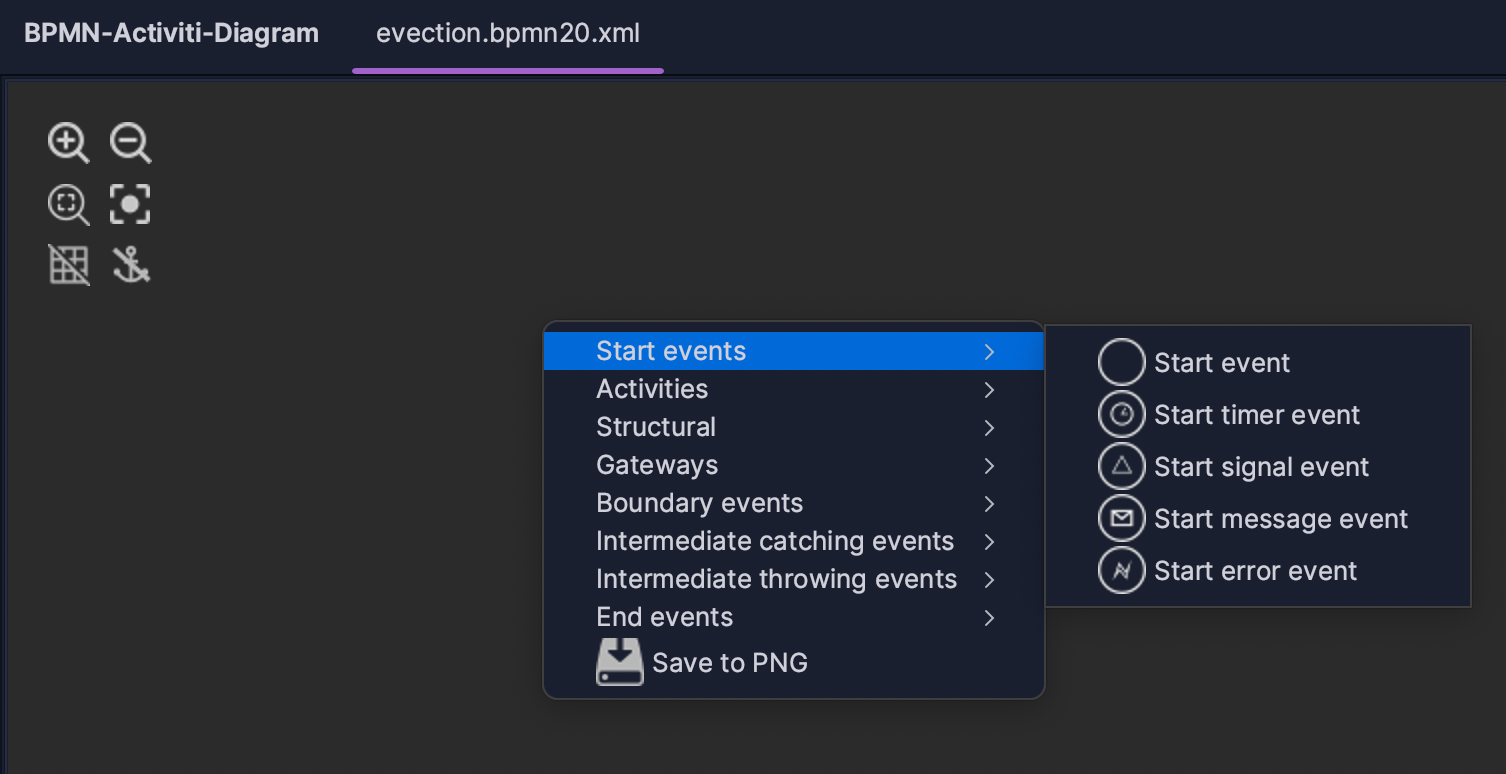 BPMN-Activiti-Diagram evection.bpmn20.xml
Start events
Activities
Structural
Gateways
Boundary events
Intermediate catching events
Intermediate throwing events
End events
Save to PNG
Start event
Start timer event
Start signal event
Start message event
Start error event